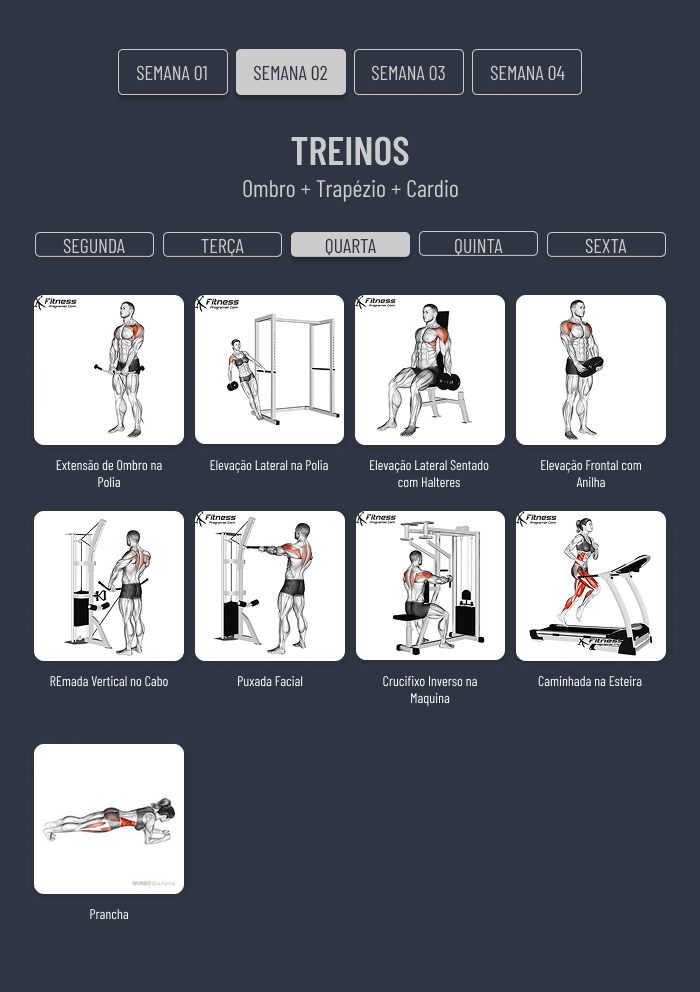 SEMANA 01
SEMANA 02
SEMANA 03
SEMANA 04
TREINOS
Ombro + Trapézio + Cardio
SEGUNDA
TERÇA
QUARTA
QUINTA
SEXTA
Fitness
Programer.Com
Fitness
Programer.Com
Fitness
Programer.Com
Extensão de Ombro na
Polia
Elevação Lateral na Polia
Elevação Lateral Sentado
com Halteres
Elevação Frontal com
Anilha
Fitness
Programer.Com
Fitness
Programer.Com
Fitness
Programer.Com
Fitness
REmada Vertical no Cabo
Puxada Facial
Crucifixo Inverso na
Maquina
Caminhada na Esteira
MUNDO Boa Forma
Prancha